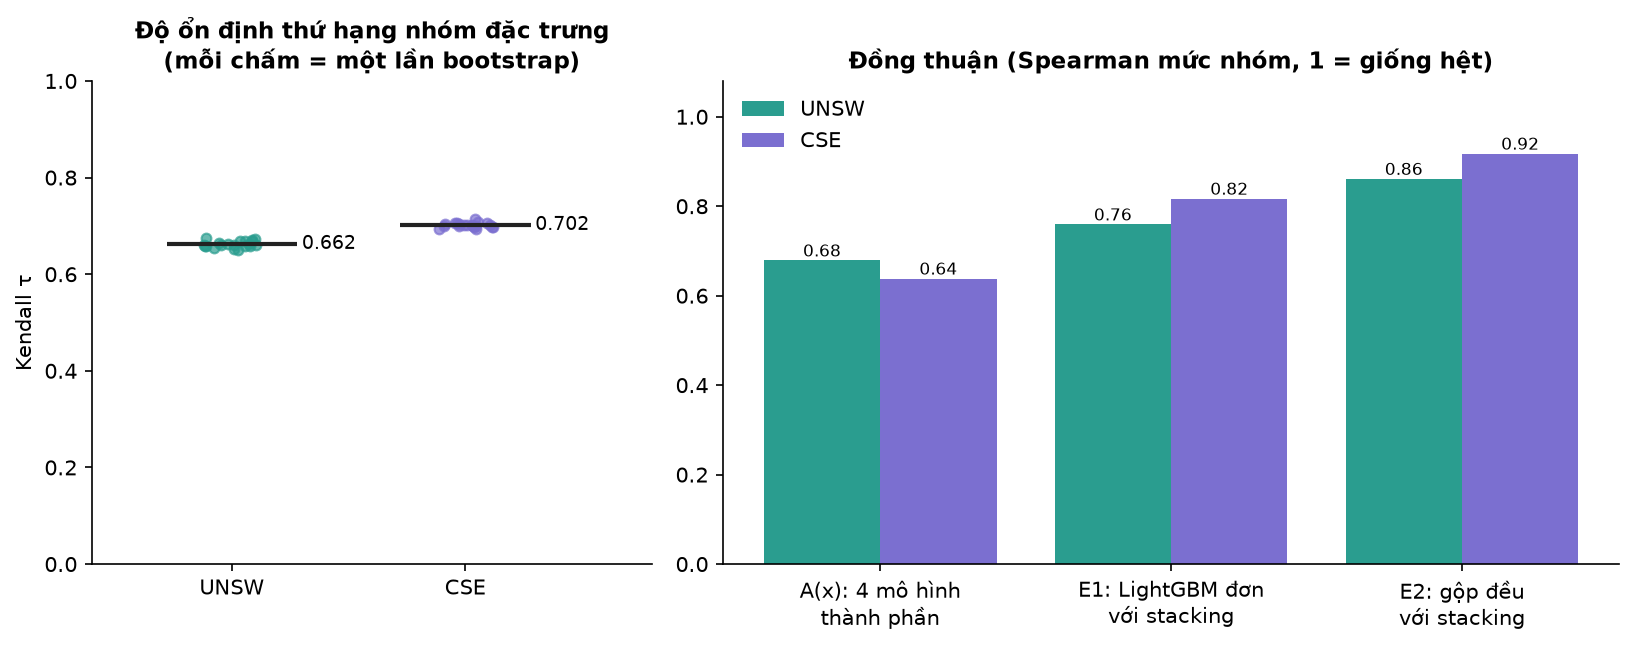 Độ ổn định thứ hạng nhóm đặc trưng
(mỗi chấm = một lần bootstrap)
1.0
0.8
0.6
0.4
0.2
0.0
Kendall τ
0.662
0.702
UNSW
CSE
Đồng thuận (Spearman mức nhóm, 1 = giống hệt)
UNSW
CSE
1.0
0.8
0.6
0.4
0.2
0.0
0.68
0.64
0.76
0.82
0.86
0.92
A(x): 4 mô hình
thành phần
E1: LightGBM đơn
với stacking
E2: gộp đều
với stacking